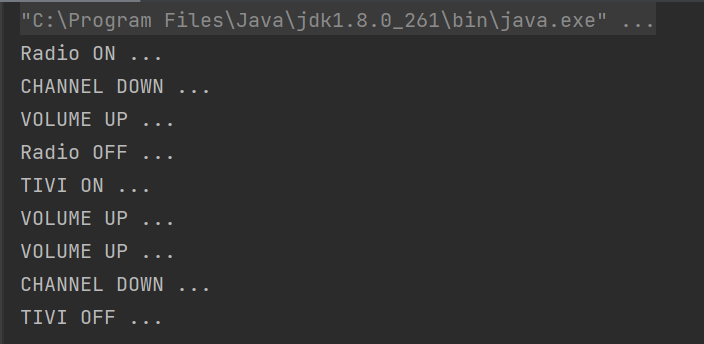 "C:\Program Files\Java\jdk1.8.0_261\bin\java.exe" ...
Radio ON ...
CHANNEL DOWN ...
VOLUME UP ...
Radio OFF ...
TIVI ON ...
VOLUME UP ...
VOLUME UP ...
CHANNEL DOWN ...
TIVI OFF ...